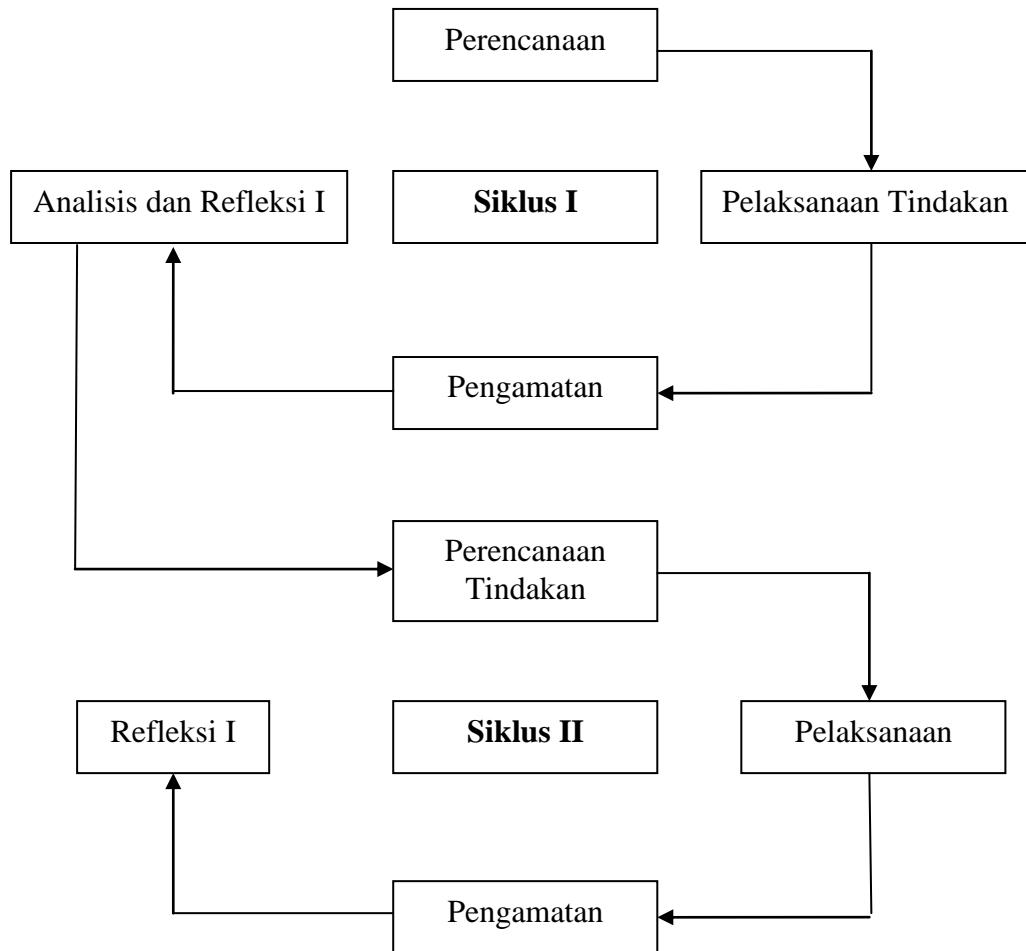 Perencanaan
Analisis dan Refleksi I
Siklus I
Pelaksanaan Tindakan
Pengamatan
Perencanaan
Tindakan
Refleksi I
Siklus II
Pelaksanaan
Pengamatan